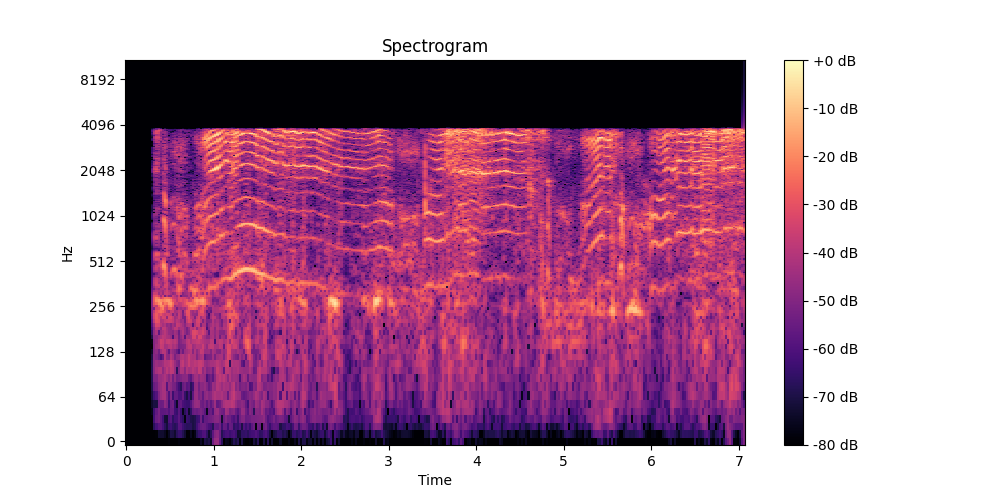 Spectrogram
Hz
8192
4096
2048
1024
512
256
128
64
0
0 1 2 3 4 5 6 7
Time
+0 dB
-10 dB
-20 dB
-30 dB
-40 dB
-50 dB
-60 dB
-70 dB
-80 dB